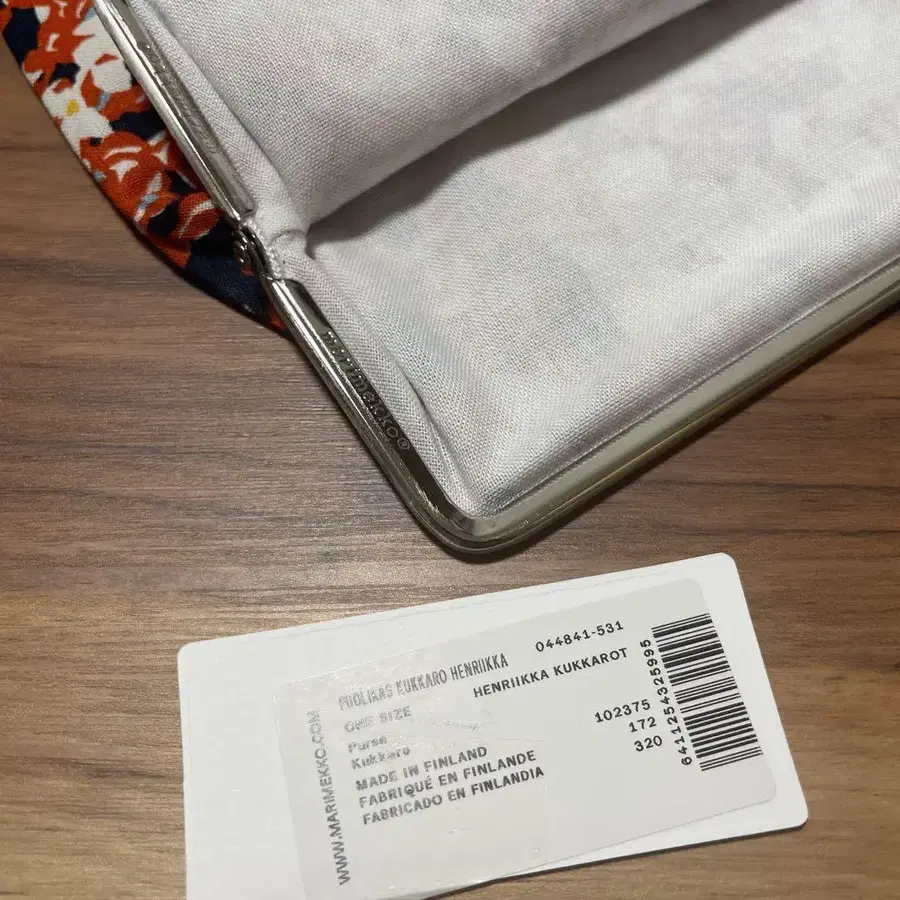 marimekko®
PUOLIKAS KUKKARO HENRIIKKA 044841-531
ONE SIZE HENRIIKKA KUKKAROT
Purse 102375
Kukkaro 172
MADE IN FINLAND 320
FABRIQUÉ EN FINLANDE
FABRICADO EN FINLANDIA
WWW.MARIMEKKO.COM
6411254325995